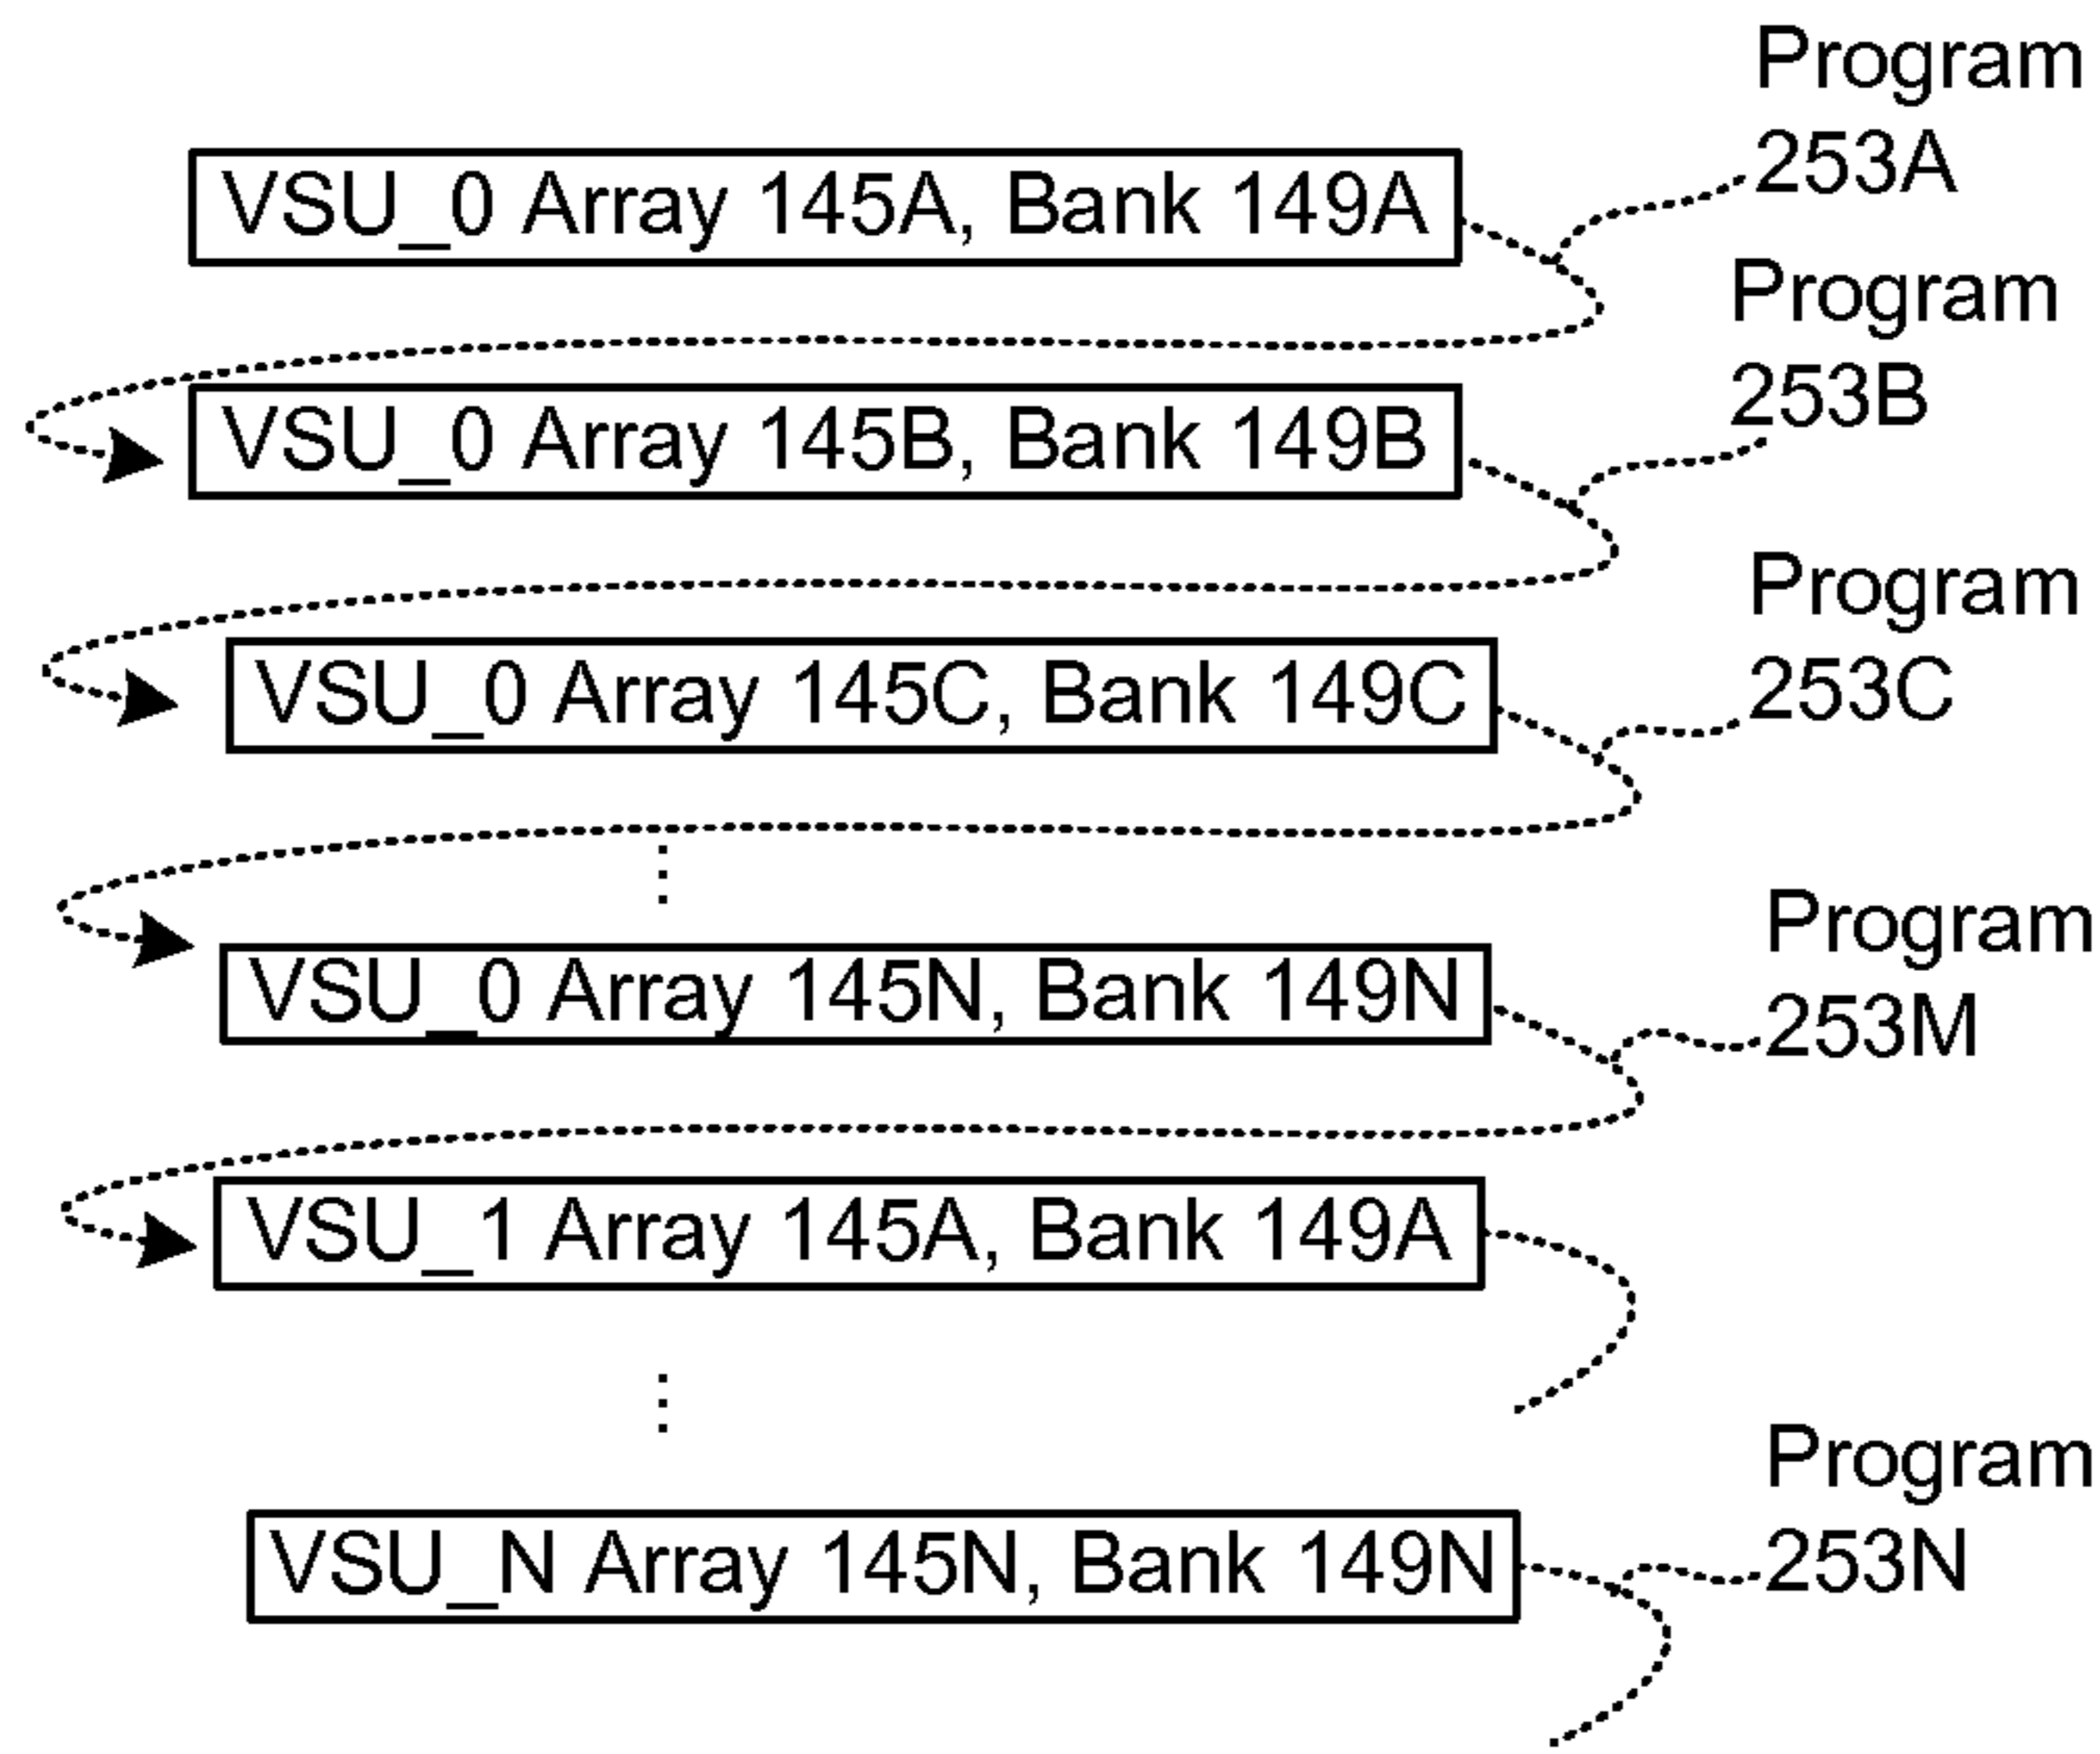 Program
253A
VSU_0 Array 145A, Bank 149A
Program
253B
VSU_0 Array 145B, Bank 149B
Program
253C
VSU_0 Array 145C, Bank 149C
Program
253M
VSU_0 Array 145N, Bank 149N
VSU_1 Array 145A, Bank 149A
Program
253N
VSU_N Array 145N, Bank 149N